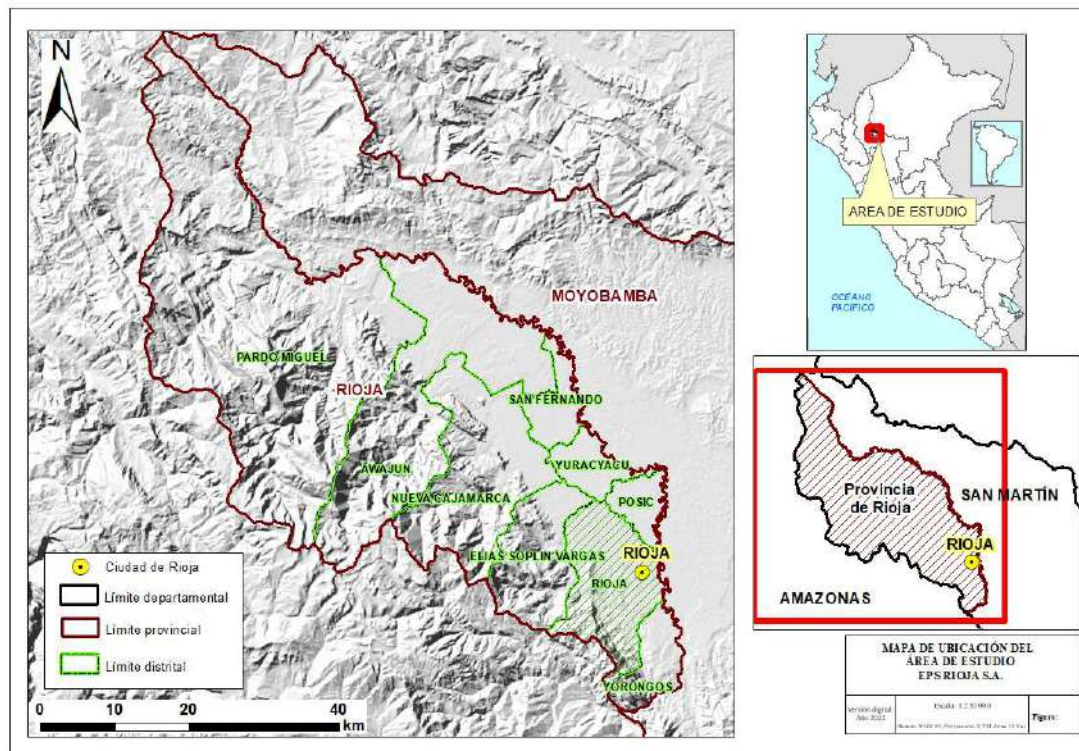 N
MOYOBAMBA
PARDO MIGUEL
RIOJA
SAN FERNANDO
AWAJUN
YURACYACU
NUEVA CAJAMARCA
POSIC
ELIAS SOPLIN VARGAS
RIOJA
RIOJA
YORONGOS
Ciudad de Rioja
Límite departamental
Límite provincial
Límite distrital
0 10 20 40
km
AREA DE ESTUDIO
OCÉANO
PACÍFICO
Provincia
de Rioja
SAN MARTÍN
RIOJA
AMAZONAS
MAPA DE UBICACIÓN DEL
ÁREA DE ESTUDIO
EPS RIOJA S.A.
Versión digital
Año 2022
Escala:
Figura: